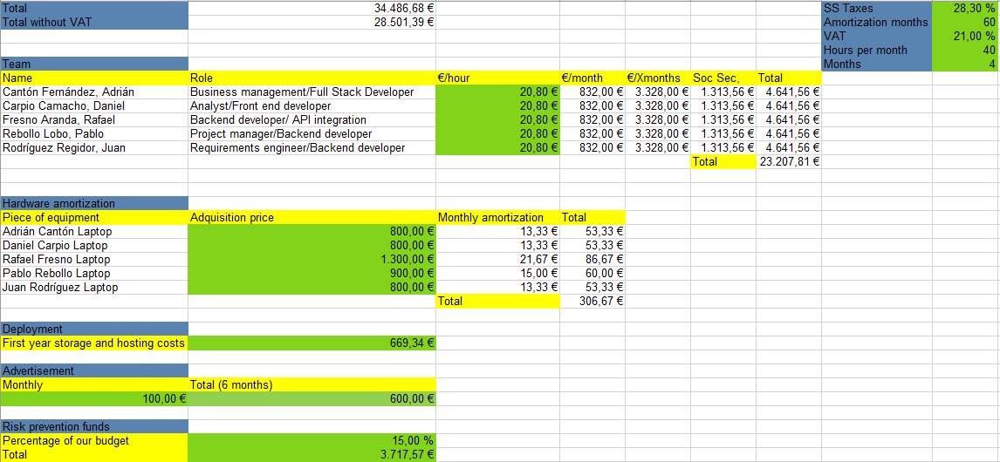 Total 34.486,68 € SS Taxes 28,30 %
Total without VAT 28.501,39 € Amortization months 60
VAT 21,00 %
Hours per month 40
Team Months 4
Name Role €/hour €/month €/Xmonths Soc Sec, Total
Cantón Fernández, Adrián Business management/Full Stack Developer 20,80 € 832,00 € 3.328,00 € 1.313,56 € 4.641,56 €
Carpio Camacho, Daniel Analyst/Front end developer 20,80 € 832,00 € 3.328,00 € 1.313,56 € 4.641,56 €
Fresno Aranda, Rafael Backend developer/ API integration 20,80 € 832,00 € 3.328,00 € 1.313,56 € 4.641,56 €
Rebollo Lobo, Pablo Project manager/Backend developer 20,80 € 832,00 € 3.328,00 € 1.313,56 € 4.641,56 €
Rodríguez Regidor, Juan Requirements engineer/Backend developer 20,80 € 832,00 € 3.328,00 € 1.313,56 € 4.641,56 €
Total 23.207,81 €
Hardware amortization
Piece of equipment Adquisition price Monthly amortization Total
Adrián Cantón Laptop 800,00 € 13,33 € 53,33 €
Daniel Carpio Laptop 800,00 € 13,33 € 53,33 €
Rafael Fresno Laptop 1.300,00 € 21,67 € 86,67 €
Pablo Rebollo Laptop 900,00 € 15,00 € 60,00 €
Juan Rodríguez Laptop 800,00 € 13,33 € 53,33 €
Total 306,67 €
Deployment
First year storage and hosting costs 669,34 €
Advertisement
Monthly Total (6 months)
100,00 € 600,00 €
Risk prevention funds
Percentage of our budget 15,00 %
Total 3.717,57 €